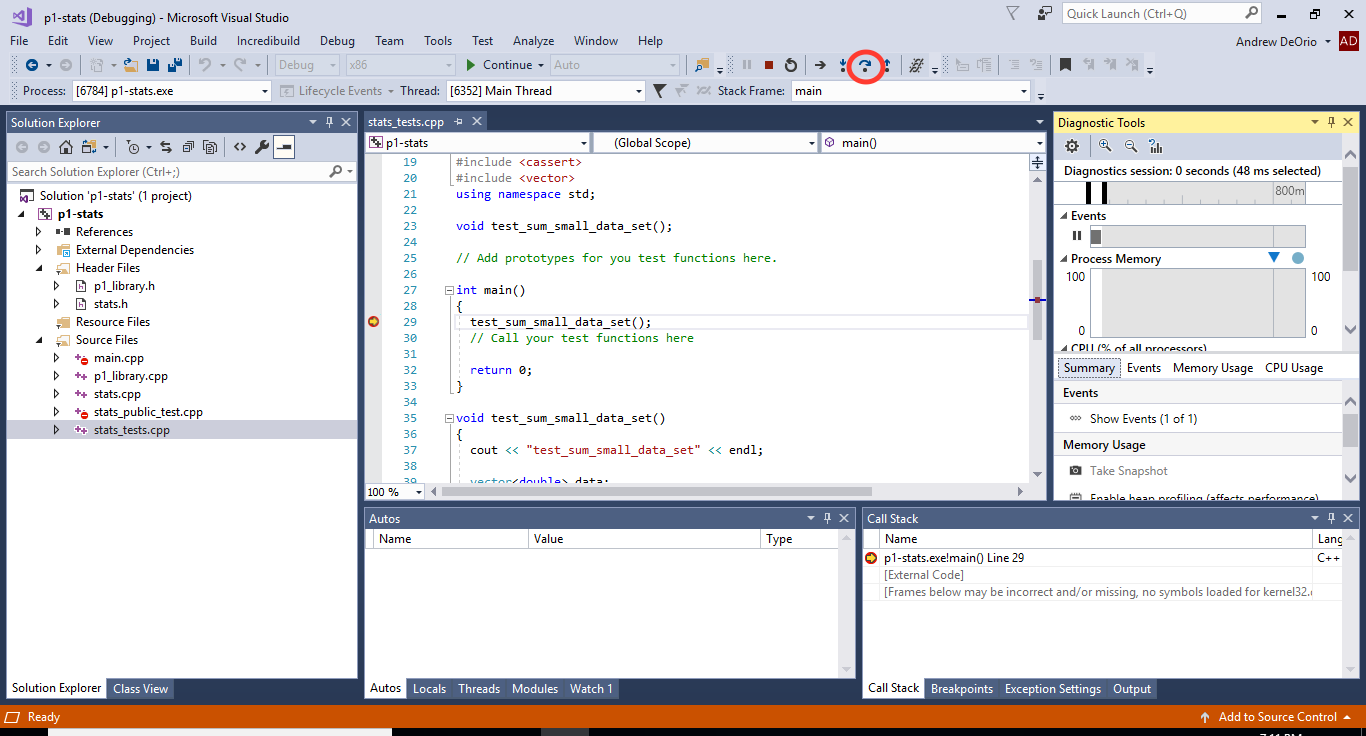 p1-stats (Debugging) - Microsoft Visual Studio
Quick Launch (Ctrl+Q)
File Edit View Project Build Incredibuild Debug Team Tools Test Analyze Window Help
Andrew DeOrio AD
Debug x86 Continue Auto
Process: [6784] p1-stats.exe Lifecycle Events Thread: [6352] Main Thread Stack Frame: main
Solution Explorer
Search Solution Explorer (Ctrl+;)
Solution 'p1-stats' (1 project)
p1-stats
References
External Dependencies
Header Files
p1_library.h
stats.h
Resource Files
Source Files
main.cpp
p1_library.cpp
stats.cpp
stats_public_test.cpp
stats_tests.cpp
Solution Explorer Class View
stats_tests.cpp
p1-stats (Global Scope) main()
19 #include <cassert>
20 #include <vector>
21 using namespace std;
22
23 void test_sum_small_data_set();
24
25 // Add prototypes for you test functions here.
26
27 int main()
28 {
29 test_sum_small_data_set();
30 // Call your test functions here
31
32 return 0;
33 }
34
35 void test_sum_small_data_set()
36 {
37 cout << "test_sum_small_data_set" << endl;
38
39 vector<double> data;
100 %
Diagnostic Tools
Diagnostics session: 0 seconds (48 ms selected)
800m
Events
Process Memory
100 100
0 0
CPU (% of all processors)
Summary Events Memory Usage CPU Usage
Events
Show Events (1 of 1)
Memory Usage
Take Snapshot
Enable heap profiling (affects performance)
Autos
Name Value Type
Autos Locals Threads Modules Watch 1
Call Stack
Name Lang
p1-stats.exe!main() Line 29 C++
[External Code]
[Frames below may be incorrect and/or missing, no symbols loaded for kernel32.
Call Stack Breakpoints Exception Settings Output
Ready
Add to Source Control
7:11 PM